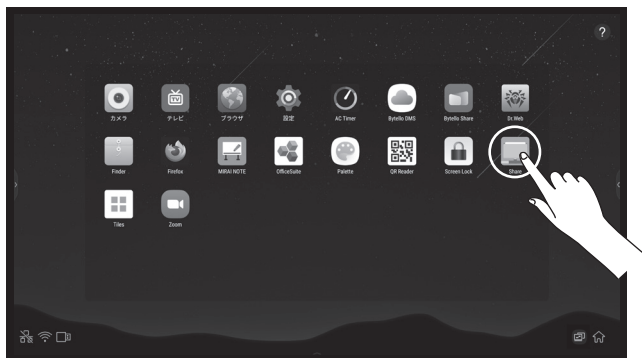 ?
カメラ
テレビ
ブラウザ
設定
AC Timer
Bytello DMS
Bytello Share
Dr.Web
Finder
Firefox
MIRAI NOTE
OfficeSuite
Palette
QR Reader
Screen Lock
Share
Tiles
Zoom